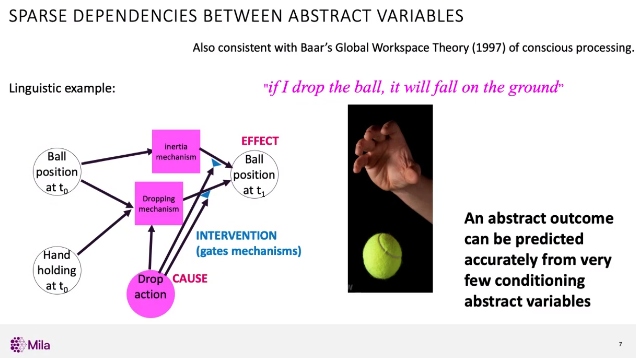 SPARSE DEPENDENCIES BETWEEN ABSTRACT VARIABLES
Also consistent with Baar's Global Workspace Theory (1997) of conscious processing.
Linguistic example:
"if I drop the ball, it will fall on the ground"
inertia
mechanism
EFFECT
Ball
position
at t₀
Ball
position
at t₁
Dropping
mechanism
INTERVENTION
(gates mechanisms)
Hand
holding
at t₀
Drop
action
CAUSE
An abstract outcome
can be predicted
accurately from very
few conditioning
abstract variables
Mila
7